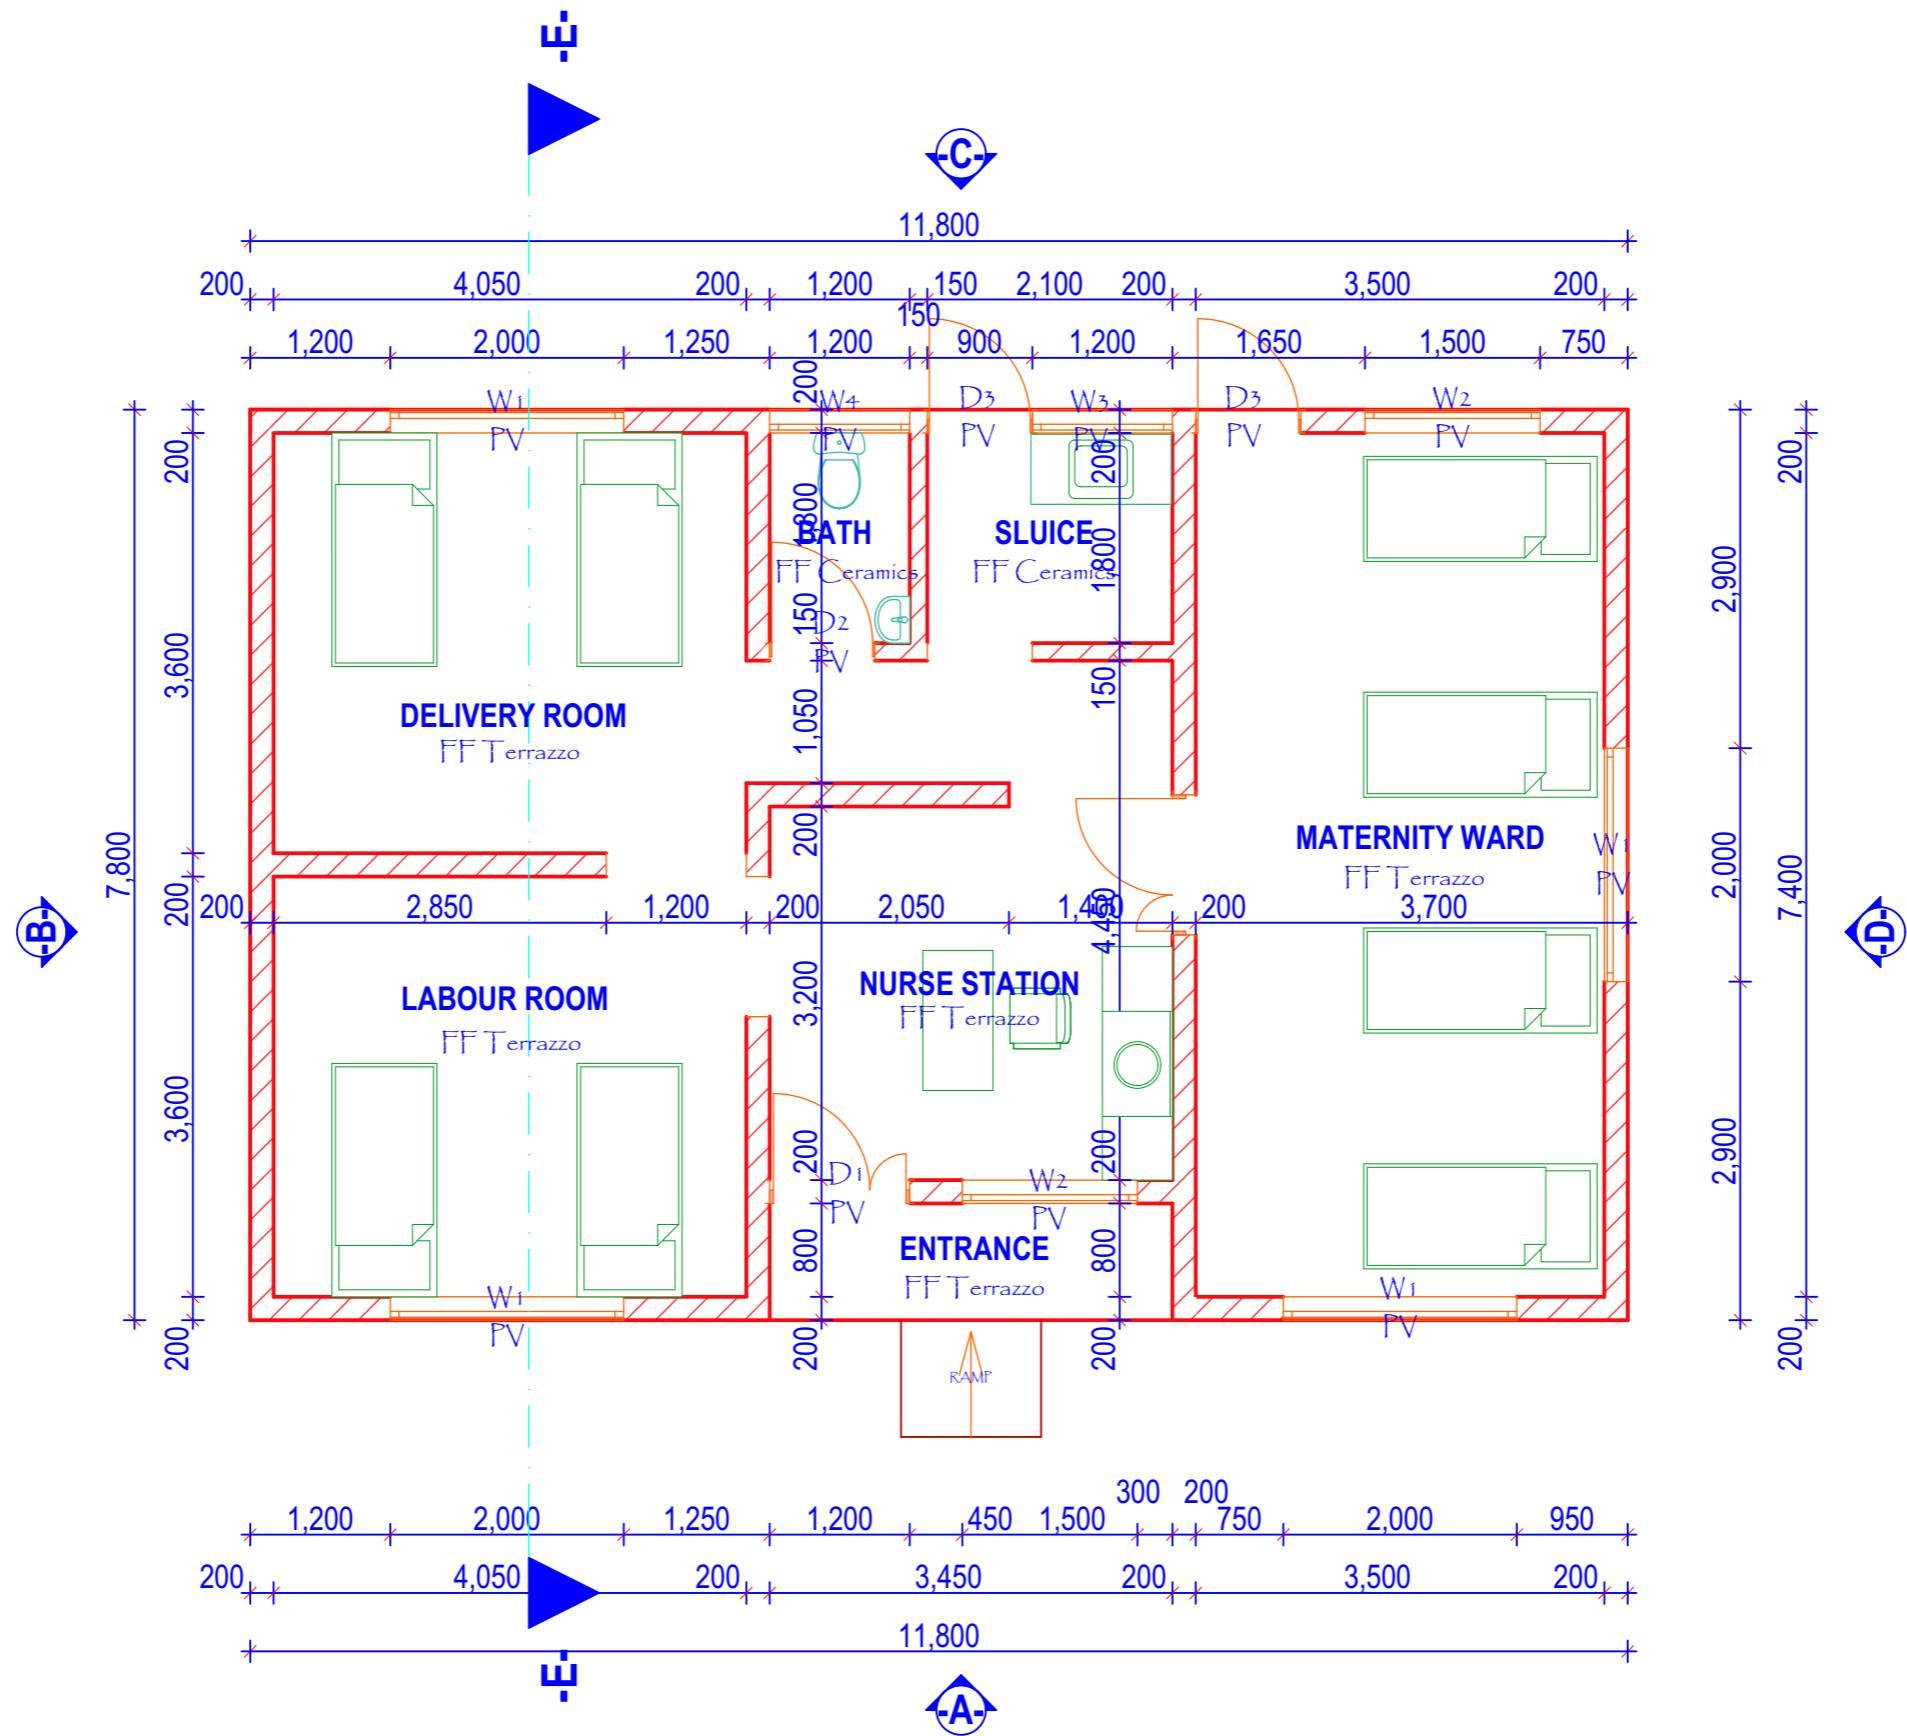 -E-
-C-
11,800
200 4,050 200 1,200 150 2,100 200 3,500 200
150
1,200 2,000 1,250 1,200 900 1,200 1,650 1,500 750
200
W1 W4 D3 W3 D3 W2
PV PV PV PV PV PV
200 200 200
1,800
BATH SLUICE
FF Ceramics FF Ceramics
1,800
2,900
150
D2
PV
3,600
150
1,050
DELIVERY ROOM
FF Terrazzo
200
MATERNITY WARD
FF Terrazzo
W1
PV
7,800
200
2,000
7,400
200 2,850 1,200 200 2,050 1,400 200 3,700
4,450
-B-
-D-
LABOUR ROOM
FF Terrazzo
3,200
NURSE STATION
FF Terrazzo
3,600
2,900
200 200
D1
PV
W2
PV
800 800
ENTRANCE
FF Terrazzo
W1 W1
PV PV
200 200 200 200
RAMP
300 200
1,200 2,000 1,250 1,200 450 1,500 750 2,000 950
200 4,050 200 3,450 200 3,500 200
11,800
-E-
-A-